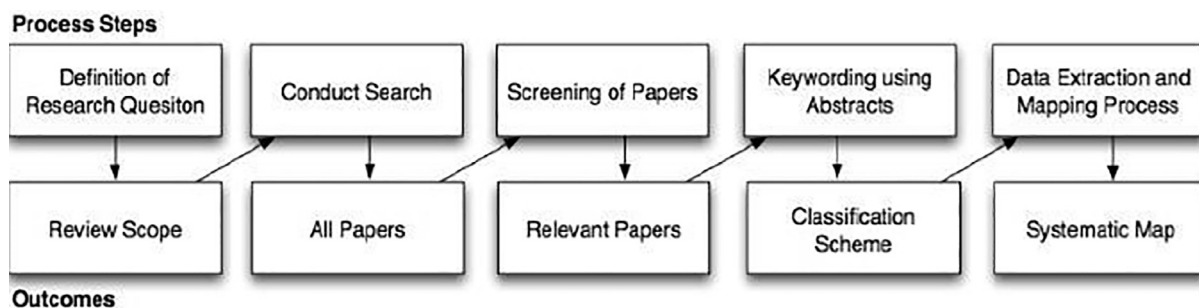 Process Steps
Definition of
Research Quesiton
Conduct Search
Screening of Papers
Keywording using
Abstracts
Data Extraction and
Mapping Process
Review Scope
All Papers
Relevant Papers
Classification
Scheme
Systematic Map
Outcomes